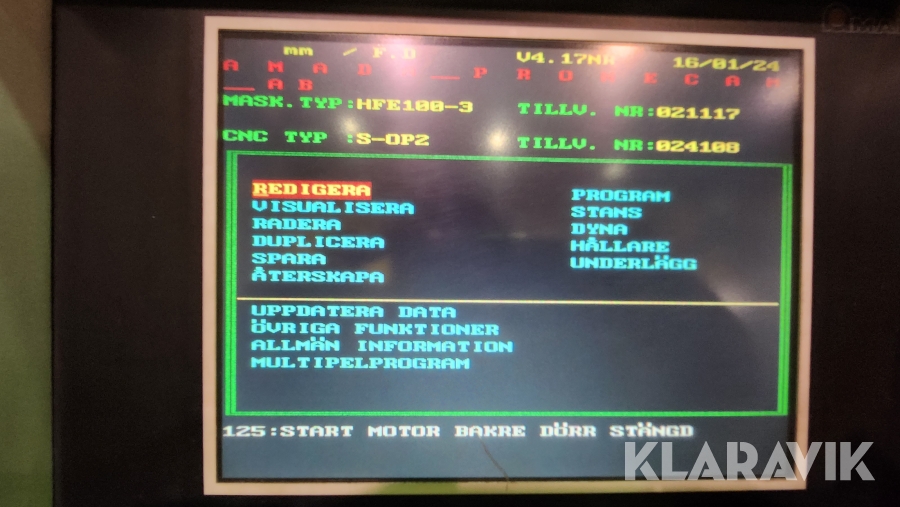 mm / F.D V4.17NR 16/01/24
A M A D _ _ P R O M E C A M
_ _ A B
MASK.TYP:HFE100-3 TILLV. NR:021117
CNC TYP :S-OP2 TILLV. NR:024108
REDIGERA PROGRAM
VISUALISERA STANS
RADERA DYNA
DUPLICERA HÅLLARE
SPARA UNDERLÄGG
ÅTERSKAPA
UPPDATERA DATA
ÖVRIGA FUNKTIONER
ALLMÄN INFORMATION
MULTIPELPROGRAM
125:START MOTOR BAKRE DÖRR STÄNGD
KLARAVIK